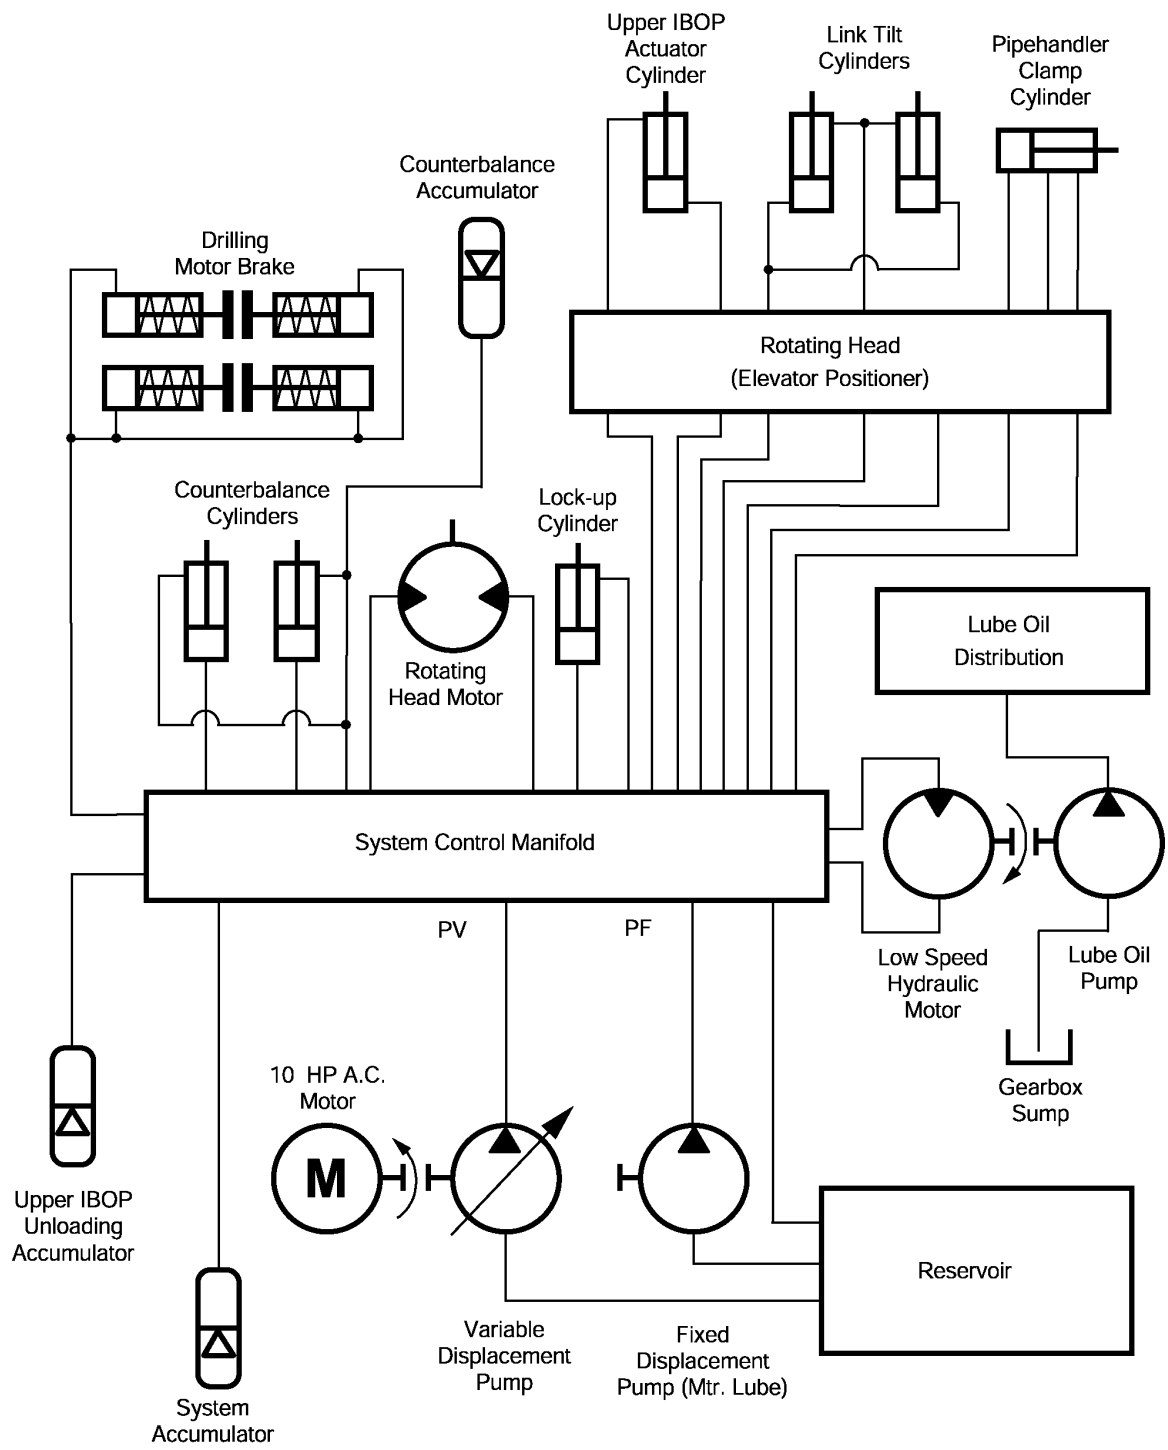 Upper IBOP
Actuator
Cylinder
Link Tilt
Cylinders
Pipehandler
Clamp
Cylinder
Counterbalance
Accumulator
Drilling
Motor Brake
Rotating Head
(Elevator Positioner)
Counterbalance
Cylinders
Lock-up
Cylinder
Rotating
Head Motor
Lube Oil
Distribution
System Control Manifold
PV
PF
Low Speed
Hydraulic
Motor
Lube Oil
Pump
Gearbox
Sump
10 HP A.C.
Motor
M
Upper IBOP
Unloading
Accumulator
Reservoir
Variable
Displacement
Pump
Fixed
Displacement
Pump (Mtr. Lube)
System
Accumulator